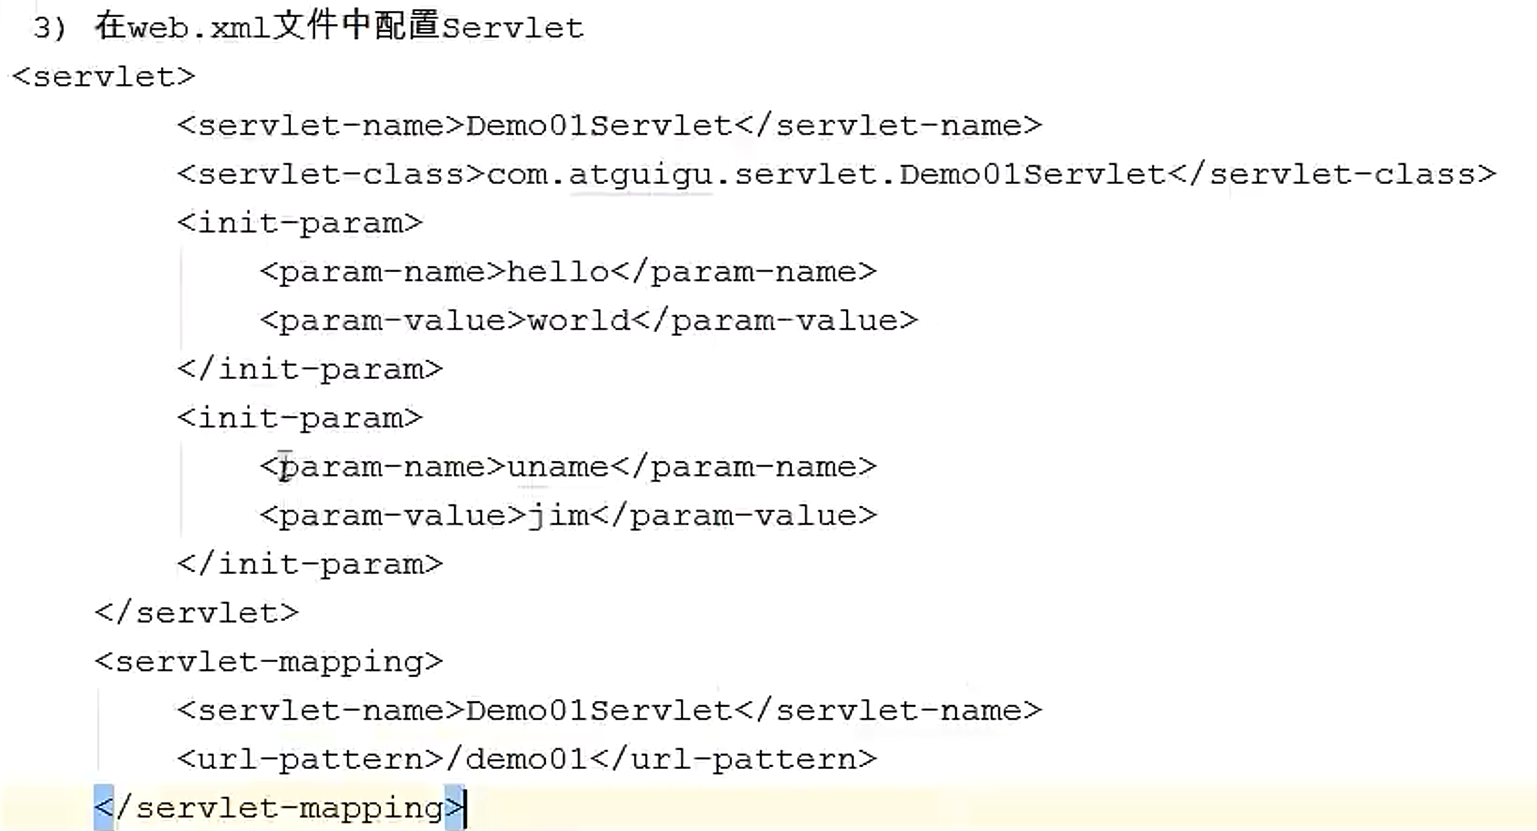 3) 在web.xml文件中配置Servlet
<servlet>
<servlet-name>Demo01Servlet</servlet-name>
<servlet-class>com.atguigu.servlet.Demo01Servlet</servlet-class>
<init-param>
<param-name>hello</param-name>
<param-value>world</param-value>
</init-param>
<init-param>
<param-name>uname</param-name>
<param-value>jim</param-value>
</init-param>
</servlet>
<servlet-mapping>
<servlet-name>Demo01Servlet</servlet-name>
<url-pattern>/demo01</url-pattern>
</servlet-mapping>